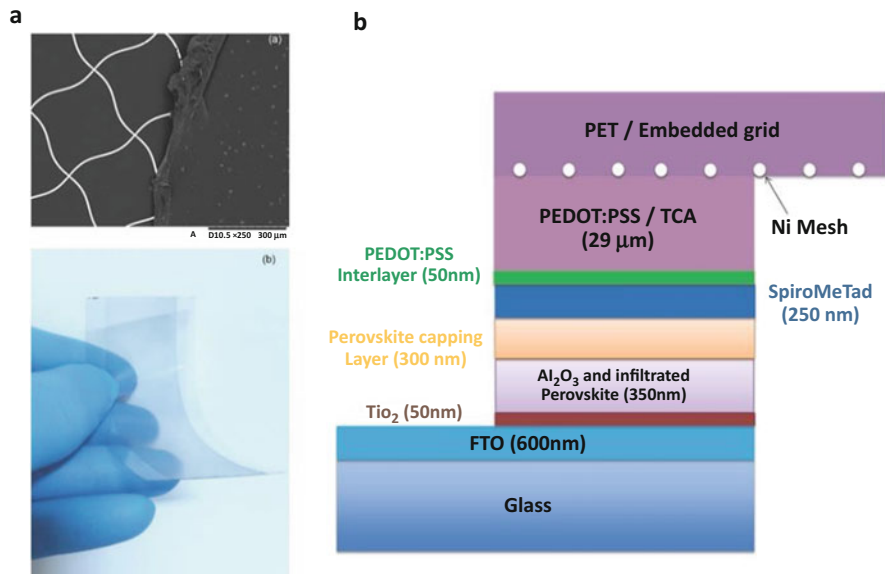 a
(a)
A D10.5 ×250 300 µm
(b)
b
PET / Embedded grid
Ni Mesh
PEDOT:PSS / TCA
(29 µm)
PEDOT:PSS
Interlayer (50nm)
SpiroMeTad
(250 nm)
Perovskite capping
Layer (300 nm)
Al₂O₃ and infiltrated
Perovskite (350nm)
Tio₂ (50nm)
FTO (600nm)
Glass